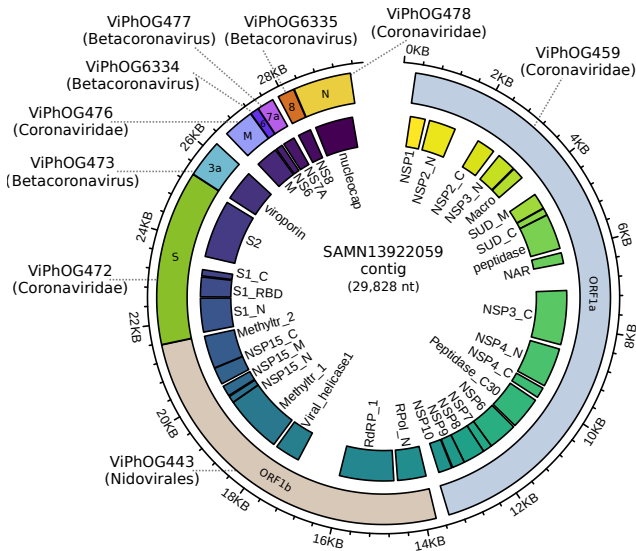 ViPhOG477
(Betacoronavirus)
ViPhOG6335
(Betacoronavirus)
ViPhOG478
(Coronaviridae)
ViPhOG459
(Coronaviridae)
ViPhOG6334
(Betacoronavirus)
ViPhOG476
(Coronaviridae)
ViPhOG473
(Betacoronavirus)
ViPhOG472
(Coronaviridae)
ViPhOG443
(Nidovirales)
0KB
2KB
4KB
6KB
8KB
10KB
12KB
14KB
16KB
18KB
20KB
22KB
24KB
26KB
28KB
ORF1a
ORF1b
S
3a
M
6
7a
8
N
NSP1
NSP2_N
NSP2_C
NSP3_N
Macro
SUD_M
SUD_C
peptidase
NAR
NSP3_C
NSP4_N
NSP4_C
Peptidase_C30
NSP6
NSP7
NSP8
NSP9
NSP10
RPol_N
RdRP_1
Viral_helicase1
Methyltr_1
NSP15_N
NSP15_M
NSP15_C
Methyltr_2
S1_N
S1_RBD
S1_C
S2
viroporin
M
NS6
NS7A
NS8
nucleocap
SAMN13922059
contig
(29,828 nt)